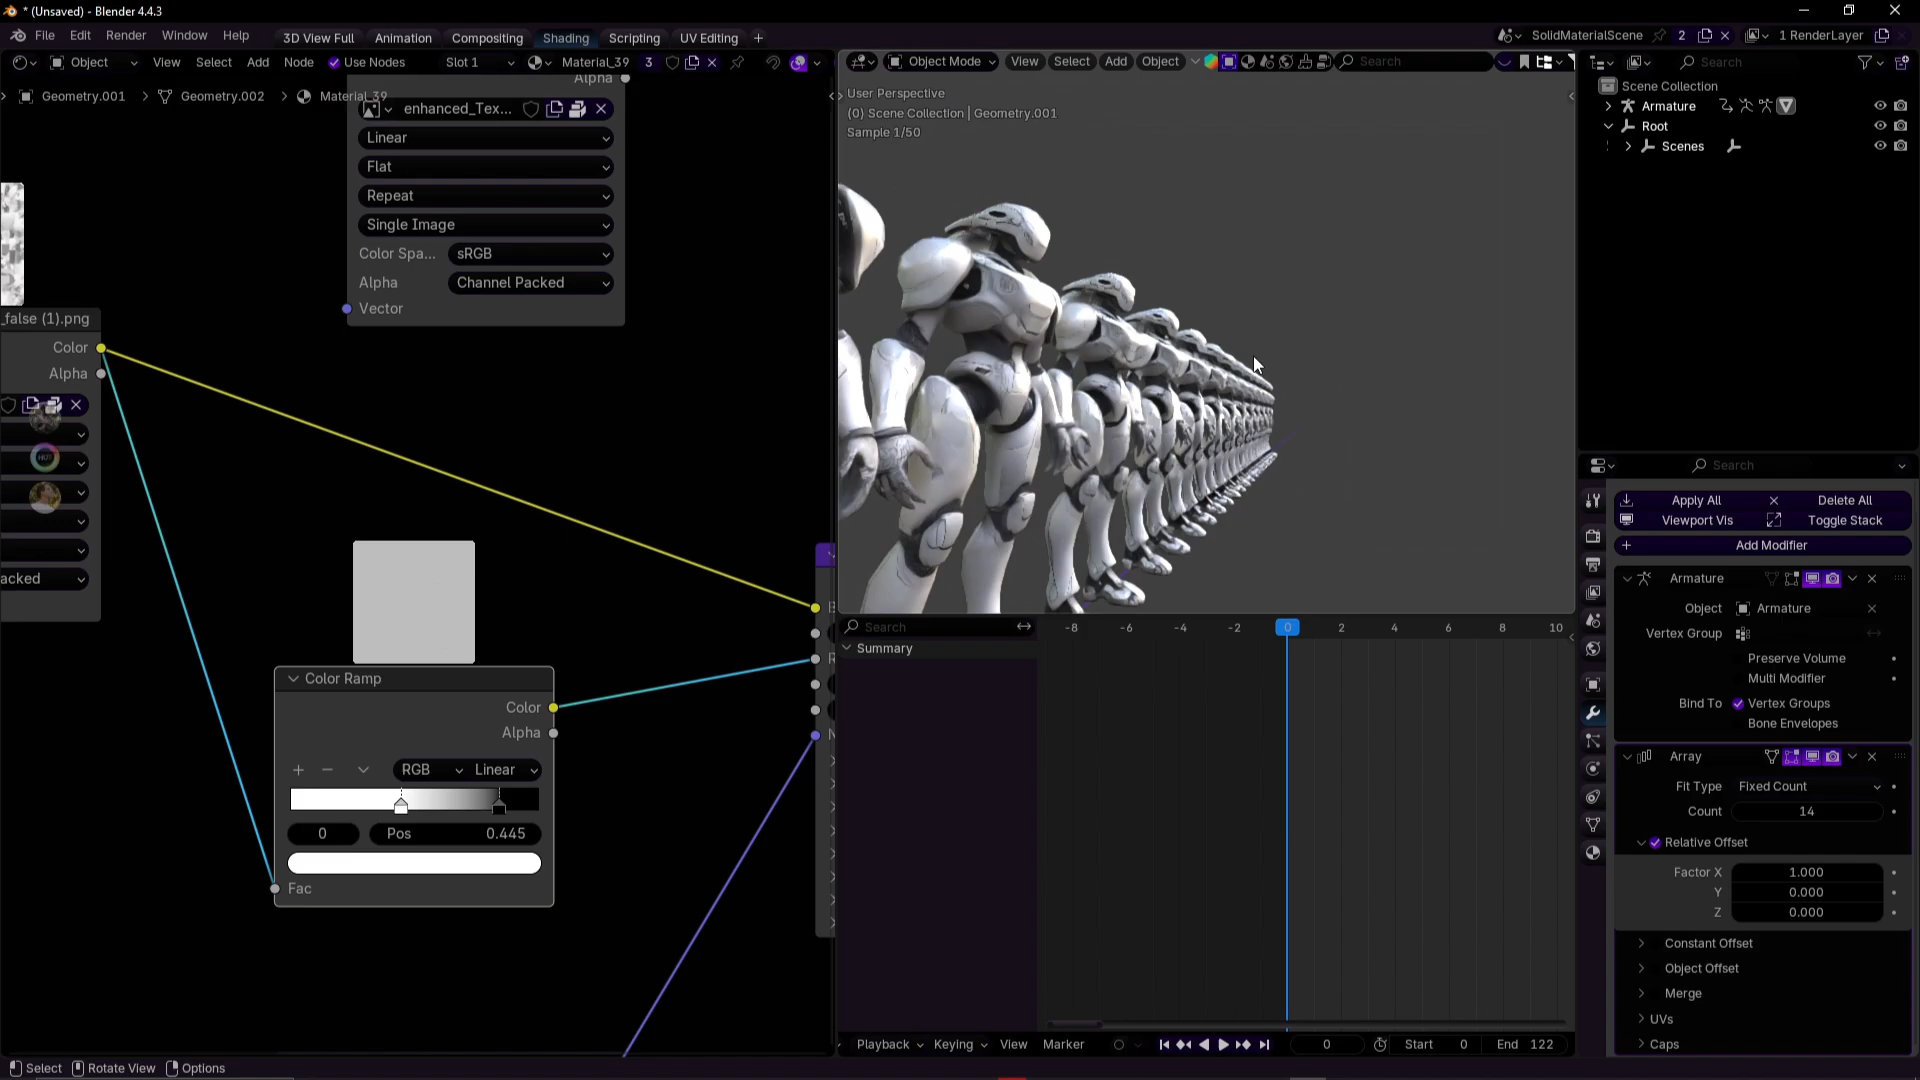 * (Unsaved) - Blender 4.4.3
File Edit Render Window Help
3D View Full Animation Compositing Shading Scripting UV Editing +
SolidMaterialScene 2 1 RenderLayer
Object View Select Add Node Use Nodes Slot 1 Material_39 3
Geometry.001 > Geometry.002 > Material_39
Alpha
enhanced_Tex...
Linear
Flat
Repeat
Single Image
Color Spa... sRGB
Alpha Channel Packed
Vector
_false (1).png
Color
Alpha
acked
Color Ramp
Color
Alpha
RGB Linear
0 Pos 0.445
Fac
Object Mode View Select Add Object Search
User Perspective
(0) Scene Collection | Geometry.001
Sample 1/50
Search
-8 -6 -4 -2 0 2 4 6 8 10
Summary
Playback Keying View Marker 0 Start 0 End 122
Search
Scene Collection
Armature
Root
Scenes
Search
Apply All Delete All
Viewport Vis Toggle Stack
Add Modifier
Armature
Object Armature
Vertex Group
Preserve Volume
Multi Modifier
Bind To Vertex Groups
Bone Envelopes
Array
Fit Type Fixed Count
Count 14
Relative Offset
Factor X 1.000
Y 0.000
Z 0.000
Constant Offset
Object Offset
Merge
UVs
Caps
Select Rotate View Options